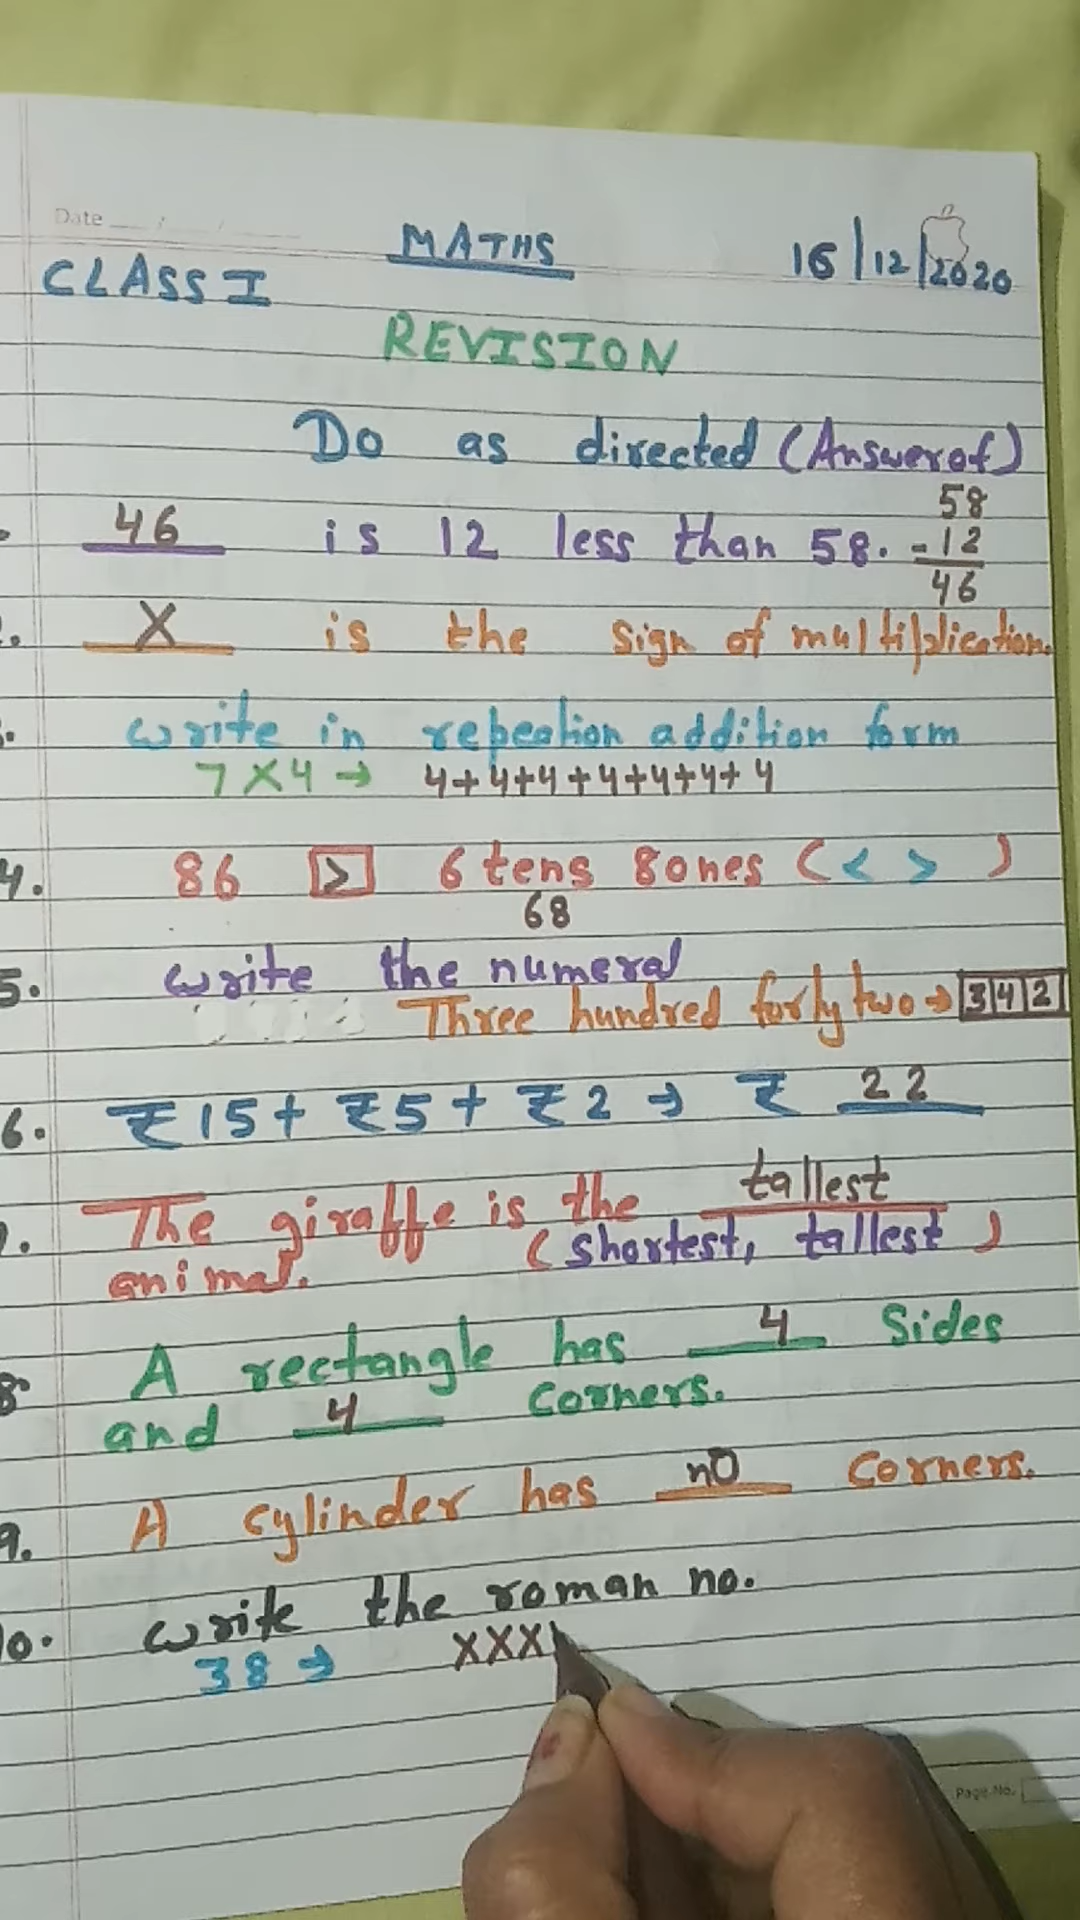 Date
MATHS
16/12/2020
CLASS I
REVISION
Do as directed (Answer of)
46 is 12 less than 58.
58
-12
46
X is the sign of multiplication.
write in repeation addition form
7 X 4 → 4+4+4+4+4+4+4
4. 86 > 6 tens 8 ones (< > )
68
5. write the numeral
Three hundred forty two → 342
6. ₹15 + ₹5 + ₹2 → ₹ 22
The giraffe is the tallest
animal. (shortest, tallest)
8 A rectangle has 4 Sides
and 4 corners.
9. A cylinder has no corners.
10. write the roman no.
38 → XXX
Page No.